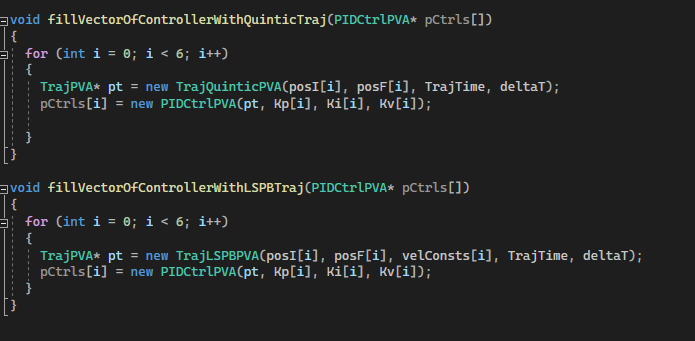 void fillVectorOfControllerWithQuinticTraj(PIDCtrlPVA* pCtrls[])
{
for (int i = 0; i < 6; i++)
{
TrajPVA* pt = new TrajQuinticPVA(posI[i], posF[i], TrajTime, deltaT);
pCtrls[i] = new PIDCtrlPVA(pt, Kp[i], Ki[i], Kv[i]);
}
}
void fillVectorOfControllerWithLSPBTraj(PIDCtrlPVA* pCtrls[])
{
for (int i = 0; i < 6; i++)
{
TrajPVA* pt = new TrajLSPBPVA(posI[i], posF[i], velConsts[i], TrajTime, deltaT);
pCtrls[i] = new PIDCtrlPVA(pt, Kp[i], Ki[i], Kv[i]);
}
}